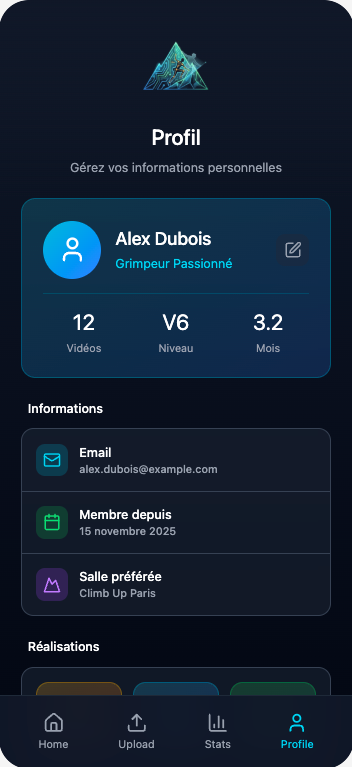 Profil
Gérez vos informations personnelles
Alex Dubois
Grimpeur Passionné
12 V6 3.2
Vidéos Niveau Mois
Informations
Email
alex.dubois@example.com
Membre depuis
15 novembre 2025
Salle préférée
Climb Up Paris
Réalisations
Home Upload Stats Profile